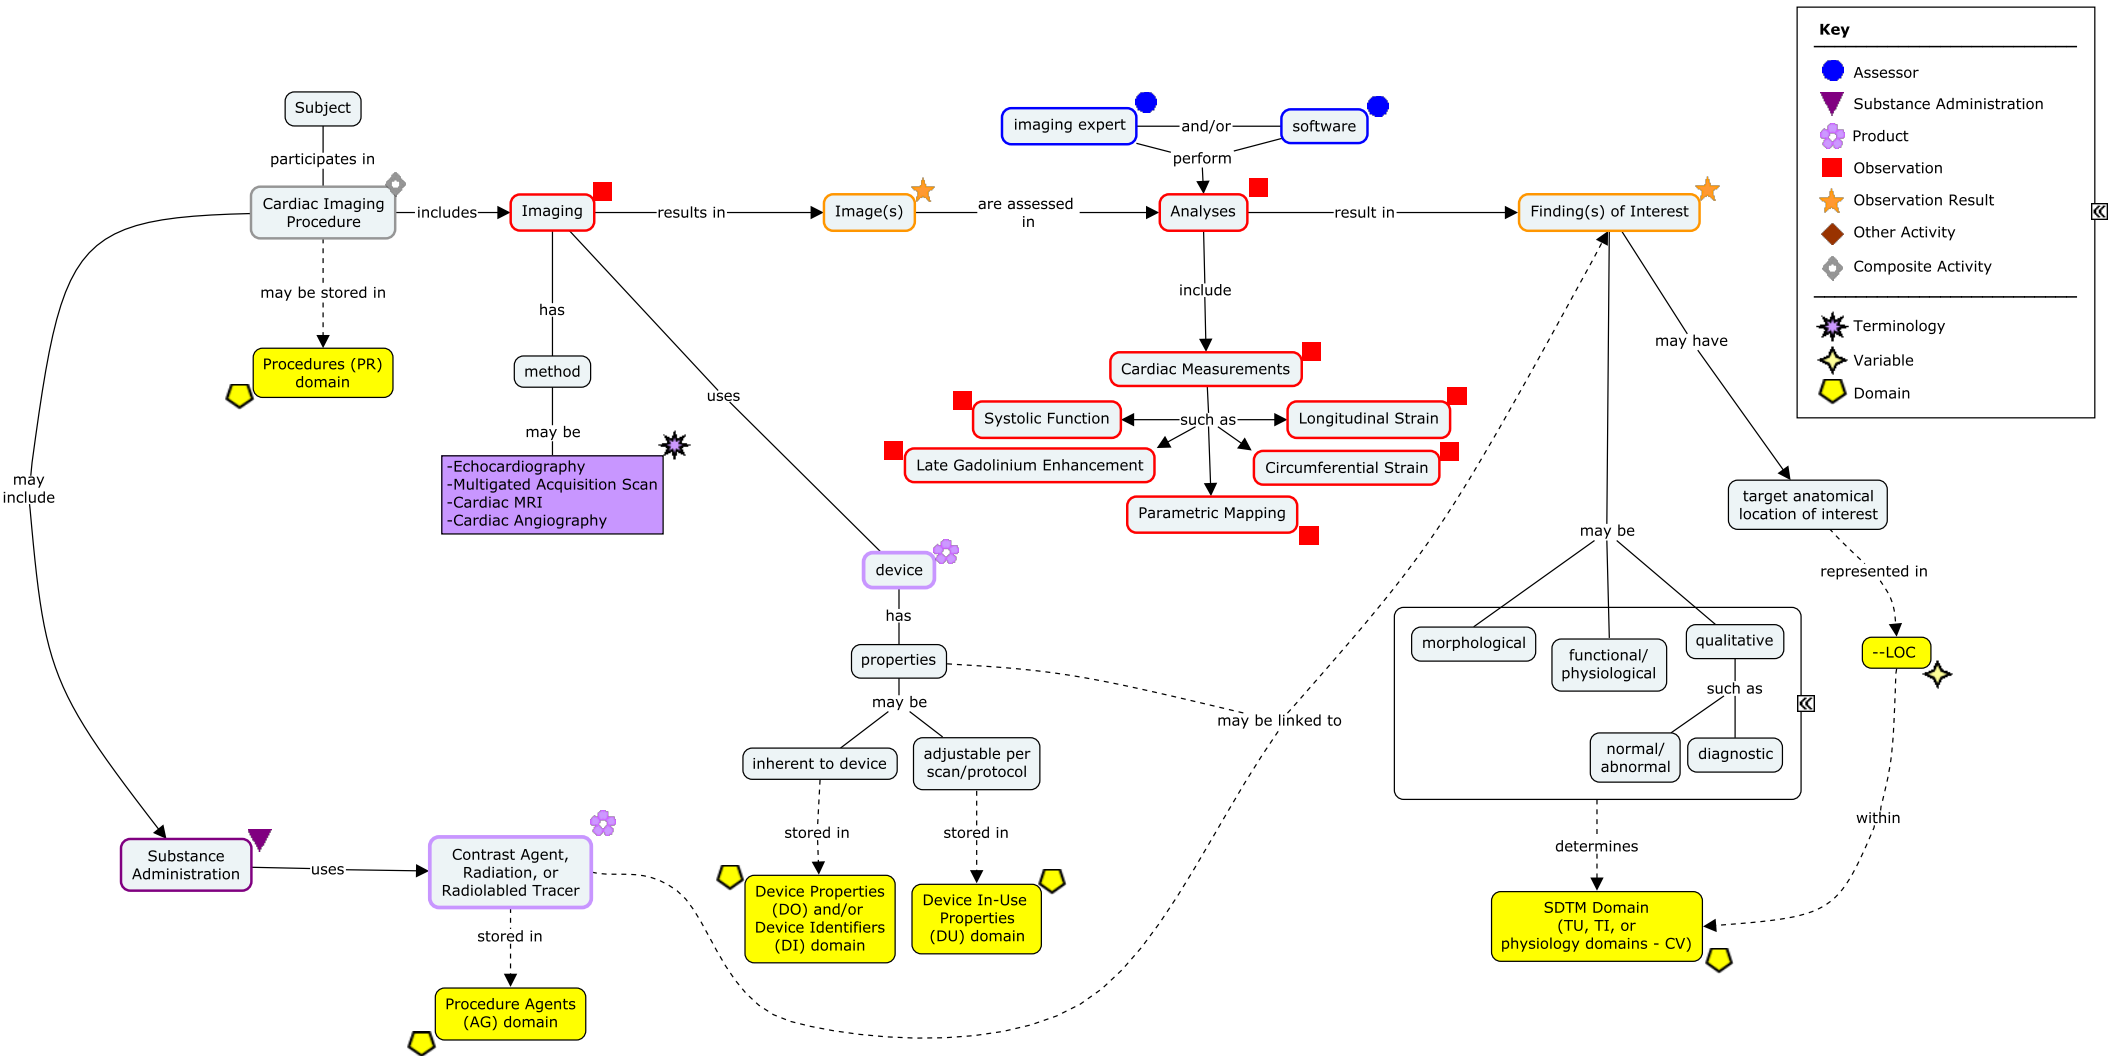 Key
Assessor
Substance Administration
Product
Observation
Observation Result
Other Activity
Composite Activity
Terminology
Variable
Domain
Subject
participates in
Cardiac Imaging
Procedure
includes
Imaging
results in
Image(s)
are assessed
in
imaging expert
and/or
software
perform
Analyses
result in
Finding(s) of Interest
may be stored in
Procedures (PR)
domain
has
method
may be
-Echocardiography
-Multigated Acquisition Scan
-Cardiac MRI
-Cardiac Angiography
uses
include
Cardiac Measurements
such as
Systolic Function
Longitudinal Strain
Late Gadolinium Enhancement
Circumferential Strain
Parametric Mapping
may have
target anatomical
location of interest
represented in
--LOC
within
may
include
device
has
properties
may be
inherent to device
adjustable per
scan/protocol
stored in
stored in
Device Properties
(DO) and/or
Device Identifiers
(DI) domain
Device In-Use
Properties
(DU) domain
may be linked to
may be
morphological
functional/
physiological
qualitative
such as
normal/
abnormal
diagnostic
determines
SDTM Domain
(TU, TI, or
physiology domains - CV)
Substance
Administration
uses
Contrast Agent,
Radiation, or
Radiolabled Tracer
stored in
Procedure Agents
(AG) domain